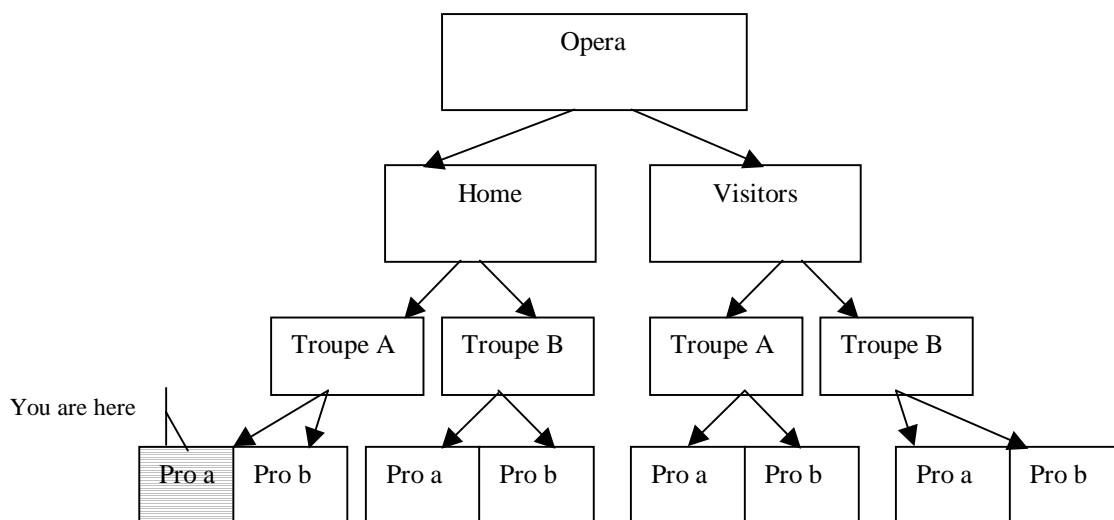 Opera
Home
Visitors
Troupe A
Troupe B
Troupe A
Troupe B
You are here
Pro a
Pro b
Pro a
Pro b
Pro a
Pro b
Pro a
Pro b